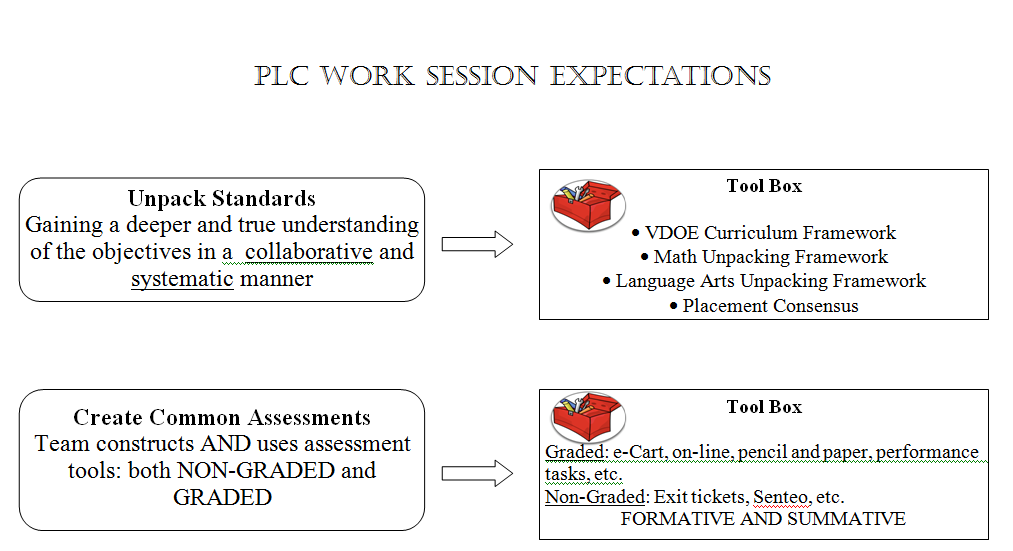 PLC WORK SESSION EXPECTATIONS
Unpack Standards
Gaining a deeper and true understanding
of the objectives in a  collaborative and
systematic manner
Tool Box
• VDOE Curriculum Framework
• Math Unpacking Framework
• Language Arts Unpacking Framework
• Placement Consensus
Create Common Assessments
Team constructs AND uses assessment
tools: both NON-GRADED and
GRADED
Tool Box
Graded: e-Cart, on-line, pencil and paper, performance
tasks, etc.
Non-Graded: Exit tickets, Senteo, etc.
FORMATIVE AND SUMMATIVE